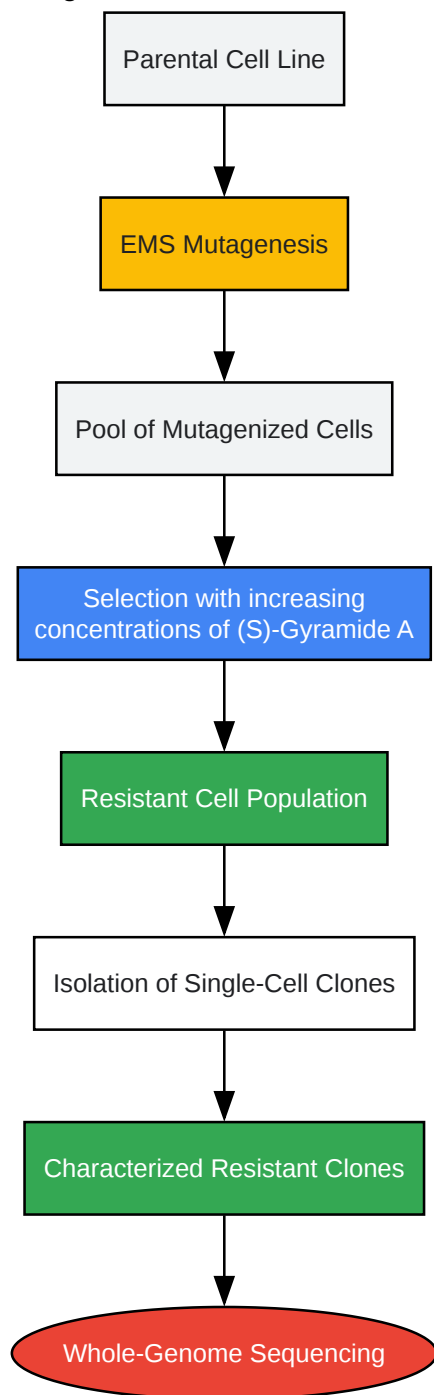 Parental Cell Line
EMS Mutagenesis
Pool of Mutagenized Cells
Selection with increasing
concentrations of (S)-Gyramide A
Resistant Cell Population
Isolation of Single-Cell Clones
Characterized Resistant Clones
Whole-Genome Sequencing